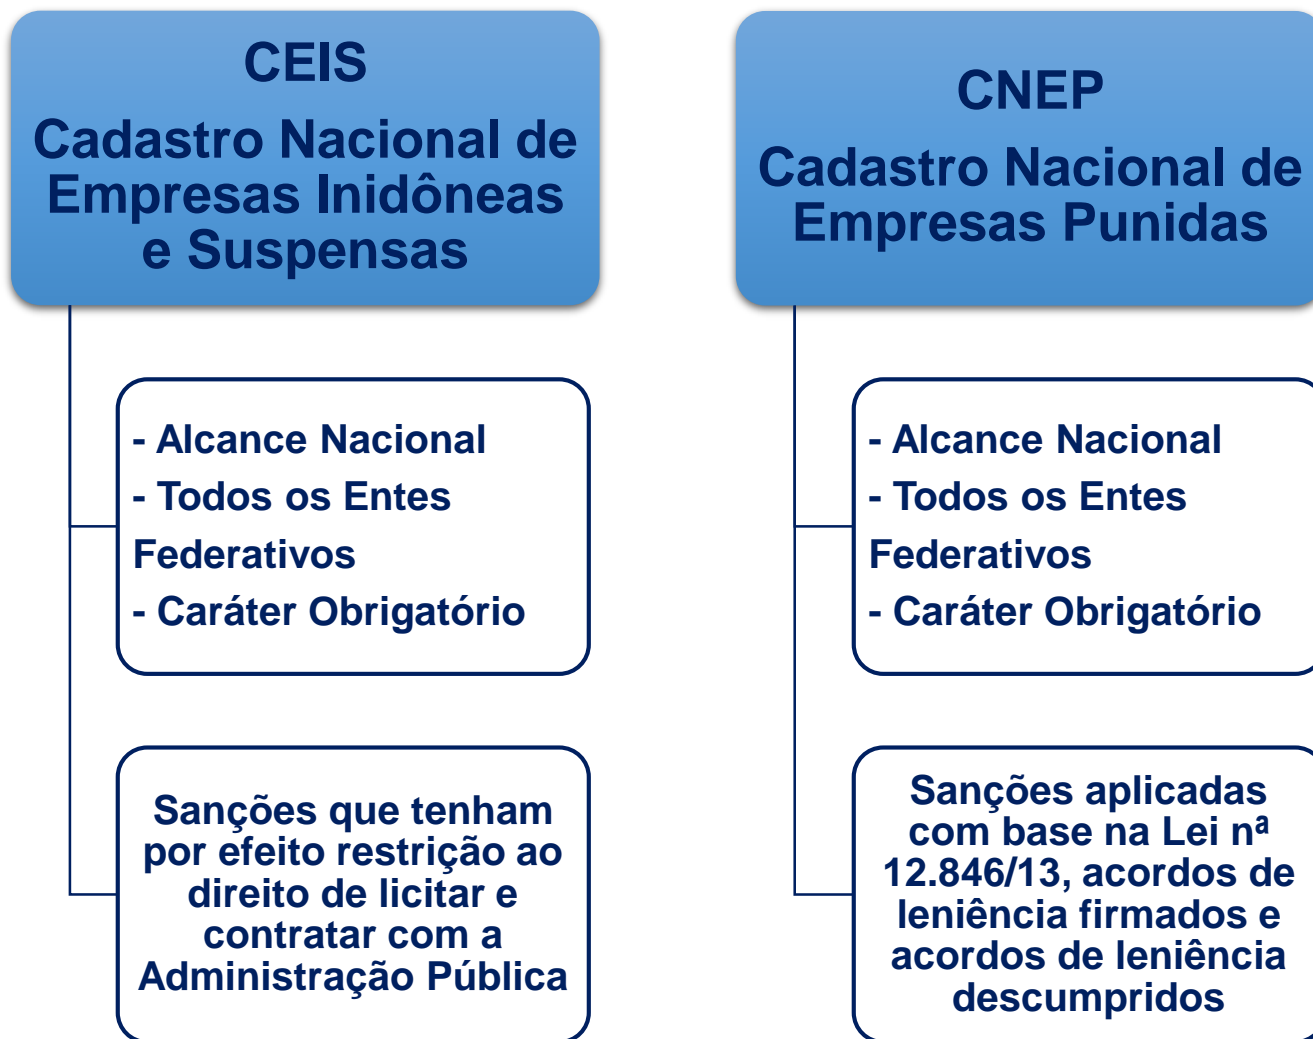 CEIS
Cadastro Nacional de
Empresas Inidôneas
e Suspensas
- Alcance Nacional
- Todos os Entes
Federativos
- Caráter Obrigatório
Sanções que tenham
por efeito restrição ao
direito de licitar e
contratar com a
Administração Pública
CNEP
Cadastro Nacional de
Empresas Punidas
- Alcance Nacional
- Todos os Entes
Federativos
- Caráter Obrigatório
Sanções aplicadas
com base na Lei nª
12.846/13, acordos de
leniência firmados e
acordos de leniência
descumpridos